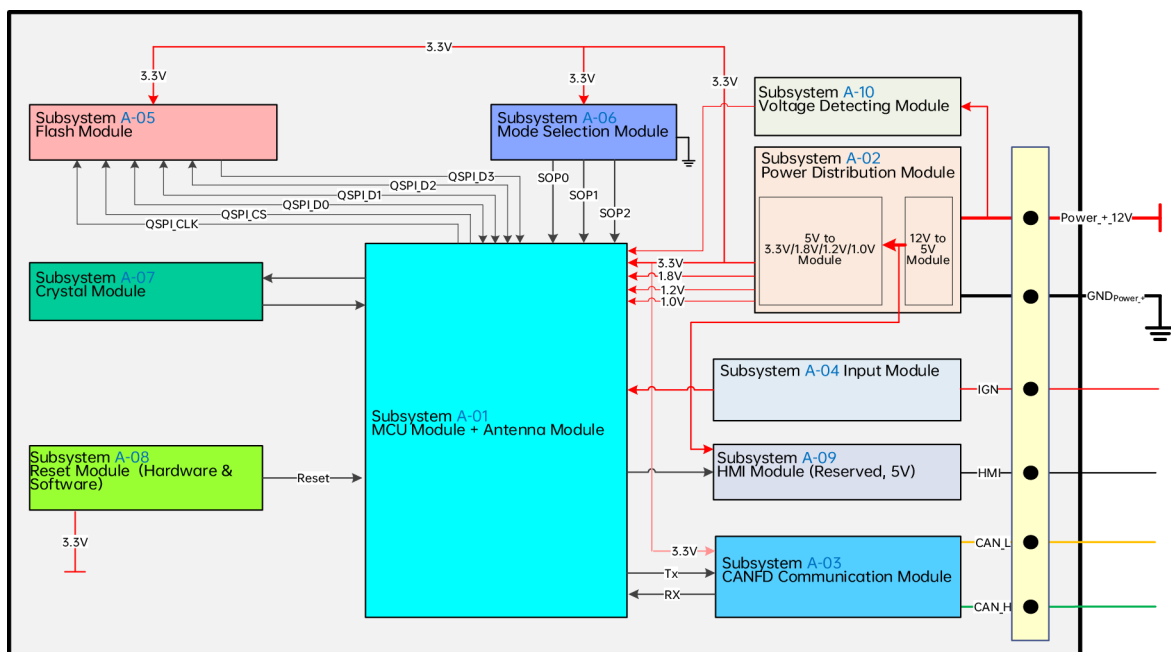 3.3V
3.3V
3.3V
3.3V
Subsystem A-05
Flash Module
Subsystem A-06
Mode Selection Module
Subsystem A-10
Voltage Detecting Module
Subsystem A-02
Power Distribution Module
5V to
3.3V/1.8V/1.2V/1.0V
Module
12V to
5V
Module
QSPI_D3
QSPI_D2
QSPI_D1
QSPI_D0
QSPI_CS
QSPI_CLK
SOP0
SOP1
SOP2
Power_+_12V
GNDPower_+
3.3V
1.8V
1.2V
1.0V
Subsystem A-07
Crystal Module
Subsystem A-01
MCU Module + Antenna Module
Subsystem A-04 Input Module
IGN
Subsystem A-08
Reset Module (Hardware &
Software)
Reset
3.3V
Subsystem A-09
HMI Module (Reserved, 5V)
HMI
3.3V
Tx
RX
Subsystem A-03
CANFD Communication Module
CAN_L
CAN_H